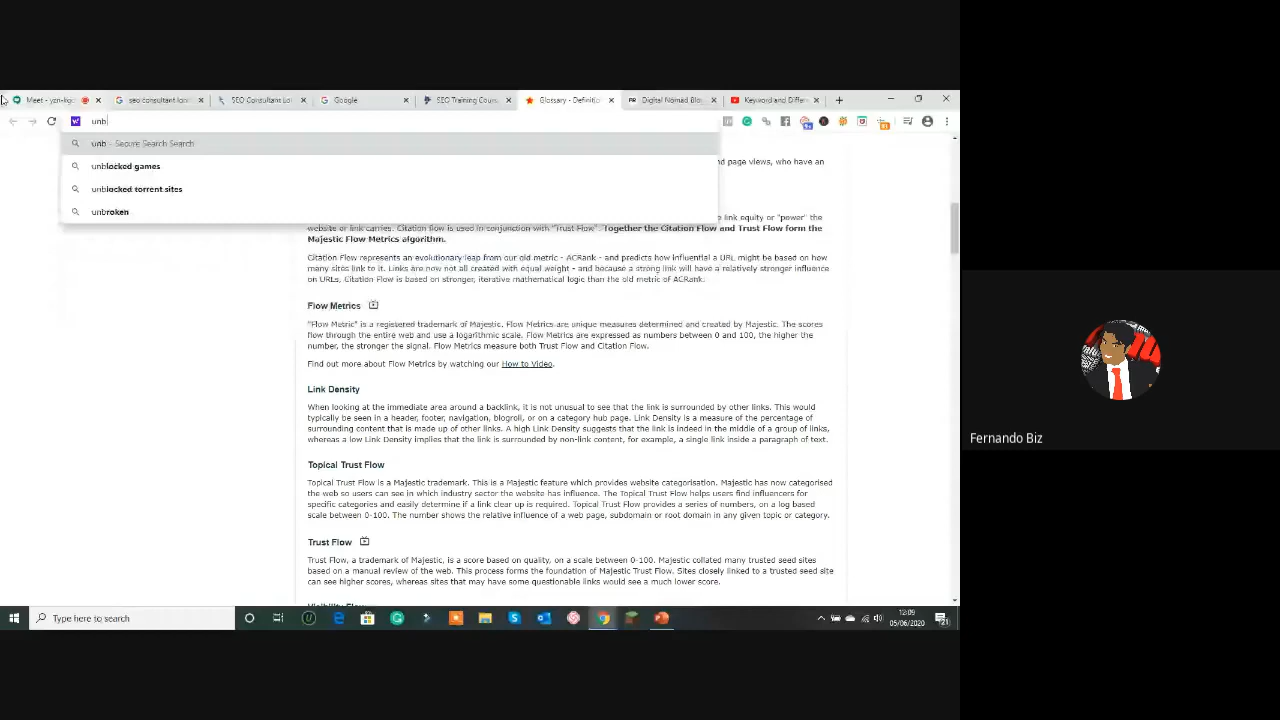 Meet - yzn-kgc
seo consultant lon
SEO Consultant Lo
Google
SEO Training Cours
Glossary - Definitio
Digital Nomad Blo
Keyword and Differe
unb
unb - Secure Search Search
unblocked games
unblocked torrent sites
unbroken
d page views, who have an
link equity or "power" the
website or link carries. Citation flow is used in conjunction with "Trust Flow". Together the Citation Flow and Trust Flow form the
Majestic Flow Metrics algorithm.
Citation Flow represents an evolutionary leap from our old metric - ACRank - and predicts how influential a URL might be based on how
many sites link to it. Links are now not all created with equal weight - and because a strong link will have a relatively stronger influence
on URLs, Citation Flow is based on stronger, iterative mathematical logic than the old metric of ACRank.
Flow Metrics
"Flow Metric" is a registered trademark of Majestic. Flow Metrics are unique measures determined and created by Majestic. The scores
flow through the entire web and use a logarithmic scale. Flow Metrics are expressed as numbers between 0 and 100, the higher the
number, the stronger the signal. Flow Metrics measure both Trust Flow and Citation Flow.
Find out more about Flow Metrics by watching our How to Video.
Link Density
When looking at the immediate area around a backlink, it is not unusual to see that the link is surrounded by other links. This would
typically be seen in a header, footer, navigation, blogroll, or on a category hub page. Link Density is a measure of the percentage of
surrounding content that is made up of other links. A high Link Density suggests that the link is indeed in the middle of a group of links,
whereas a low Link Density implies that the link is surrounded by non-link content, for example, a single link inside a paragraph of text.
Topical Trust Flow
Topical Trust Flow is a Majestic trademark. This is a Majestic feature which provides website categorisation. Majestic has now categorised
the web so users can see in which industry sector the website has influence. The Topical Trust Flow helps users find influencers for
specific categories and easily determine if a link clear up is required. Topical Trust Flow provides a series of numbers, on a log based
scale between 0-100. The number shows the relative influence of a web page, subdomain or root domain in any given topic or category.
Trust Flow
Trust Flow, a trademark of Majestic, is a score based on quality, on a scale between 0-100. Majestic collated many trusted seed sites
based on a manual review of the web. This process forms the foundation of Majestic Trust Flow. Sites closely linked to a trusted seed site
can see higher scores, whereas sites that may have some questionable links would see a much lower score.
Fernando Biz
Type here to search
12:09
05/06/2020
21